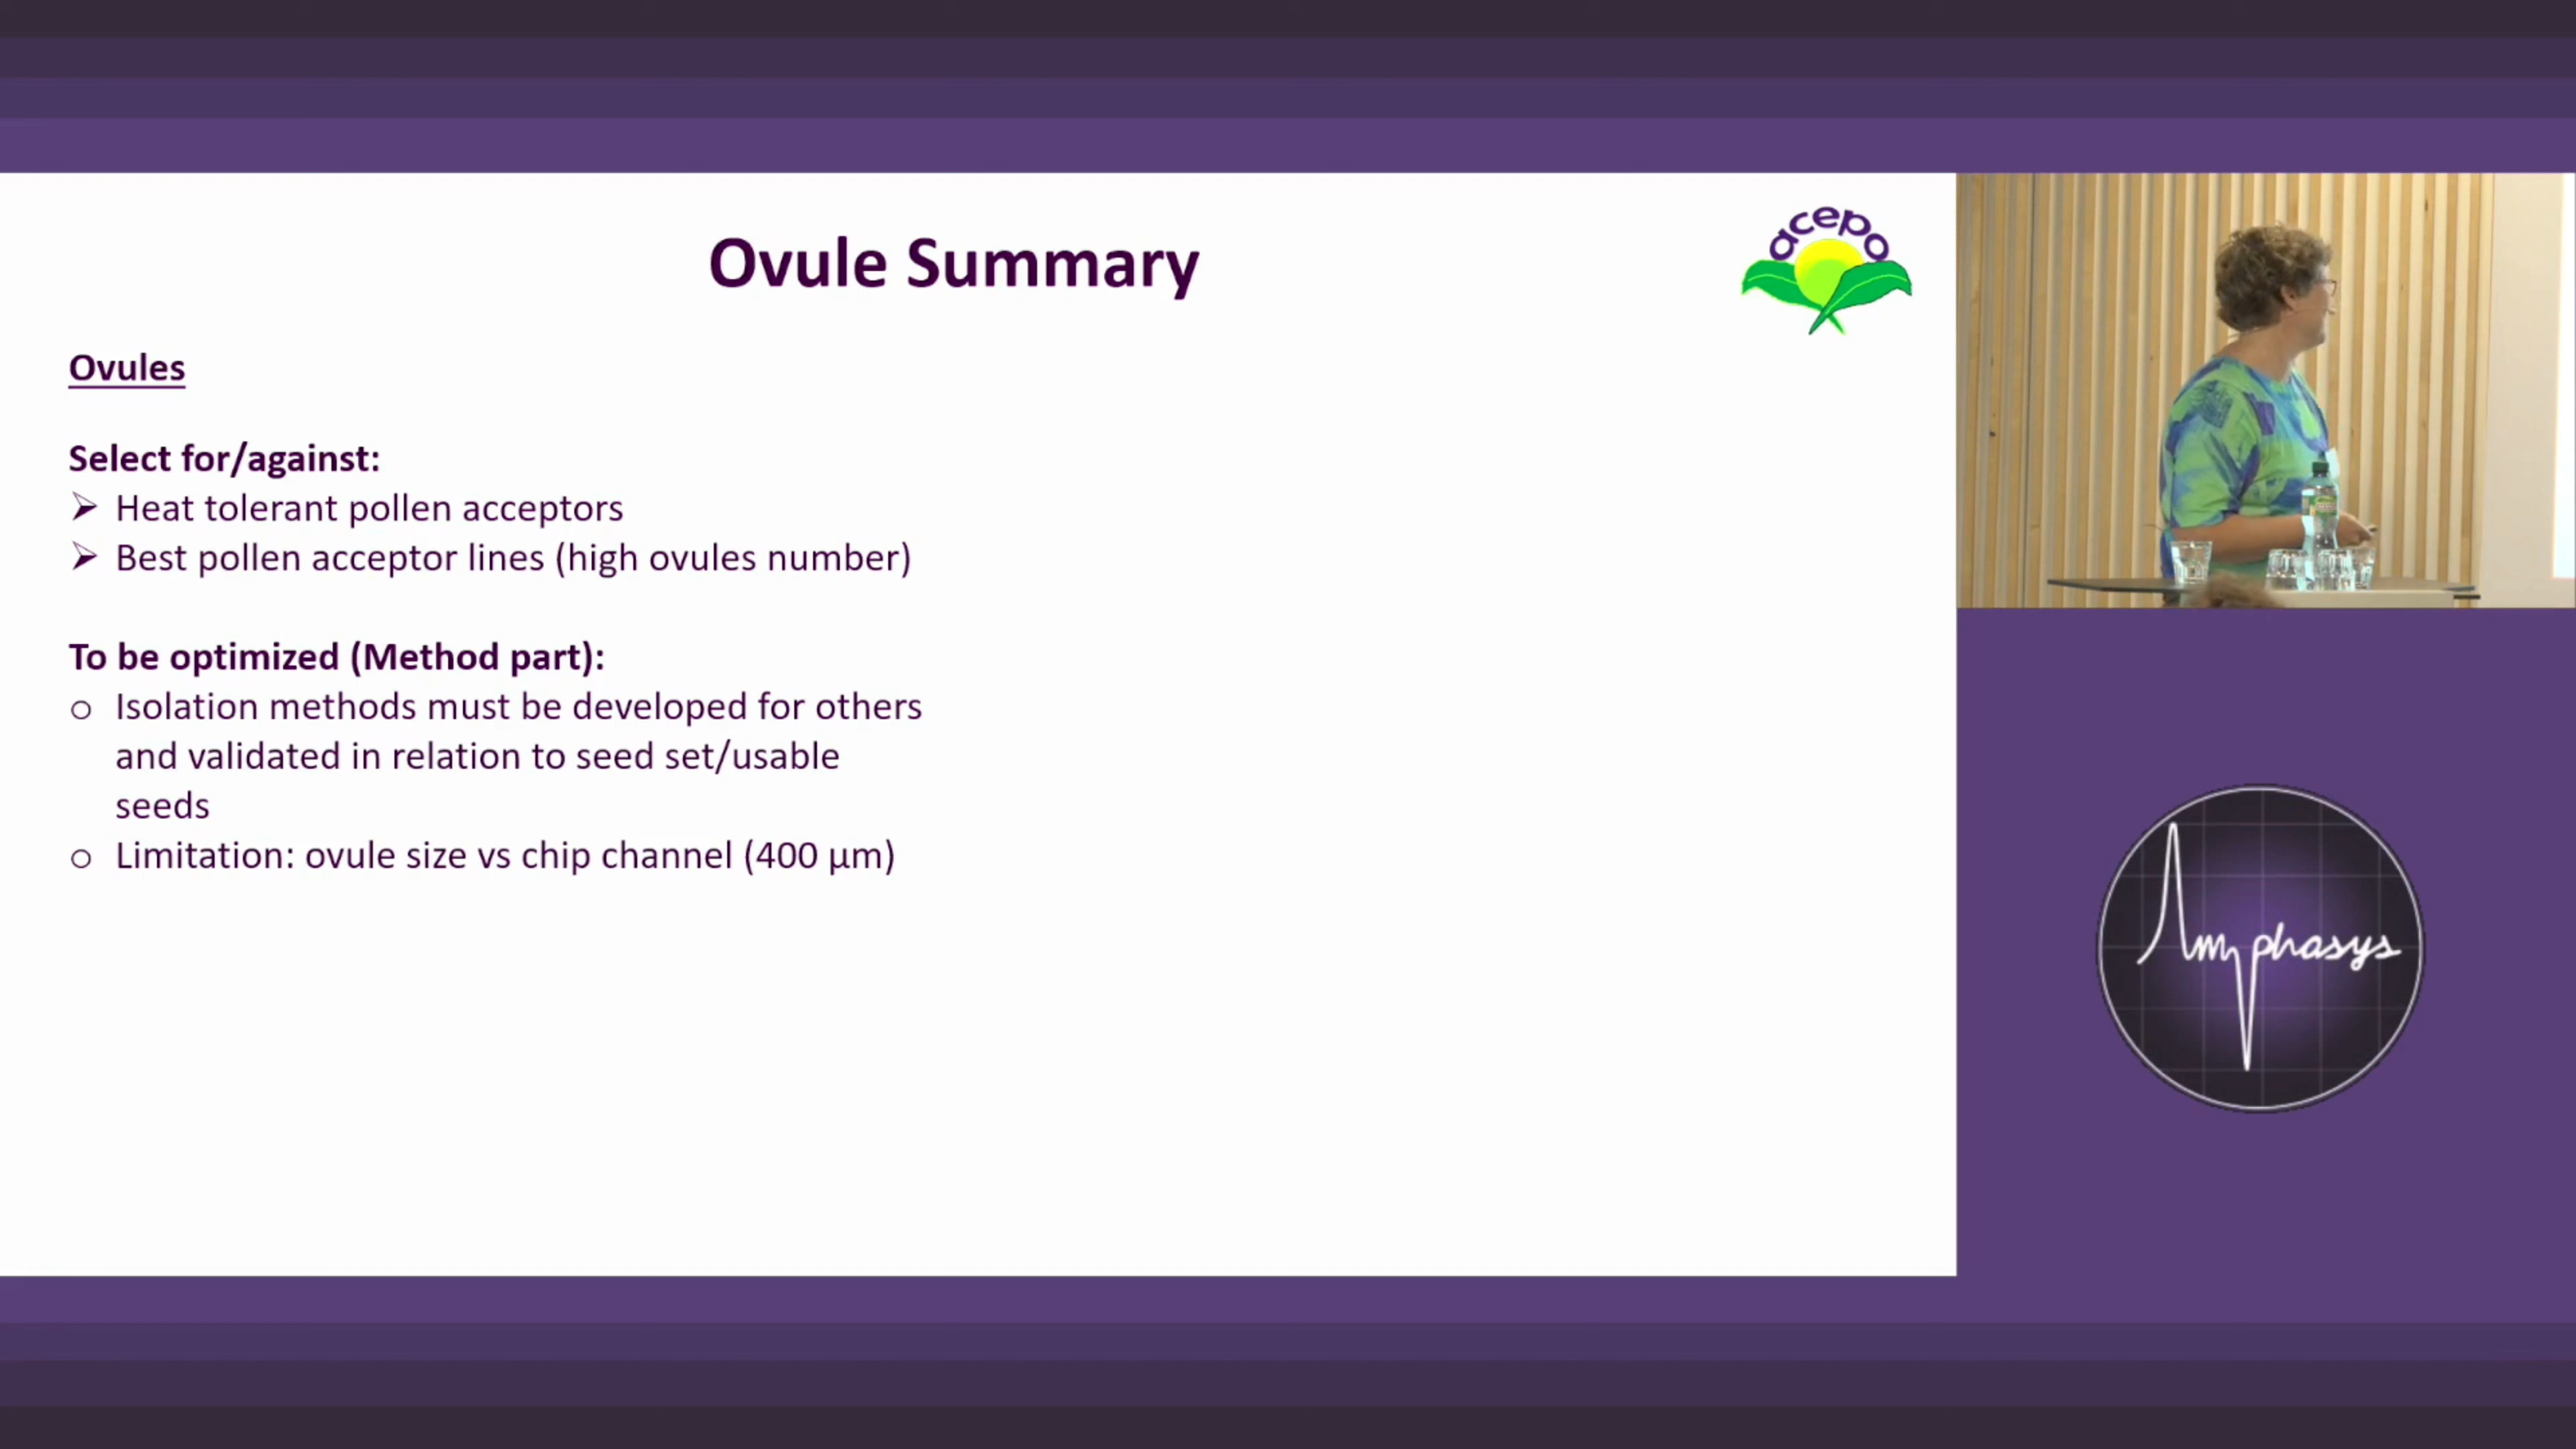 acepo
Ovule Summary
Ovules
Select for/against:
➢ Heat tolerant pollen acceptors
➢ Best pollen acceptor lines (high ovules number)
To be optimized (Method part):
o Isolation methods must be developed for others
and validated in relation to seed set/usable
seeds
o Limitation: ovule size vs chip channel (400 µm)
Amphasys